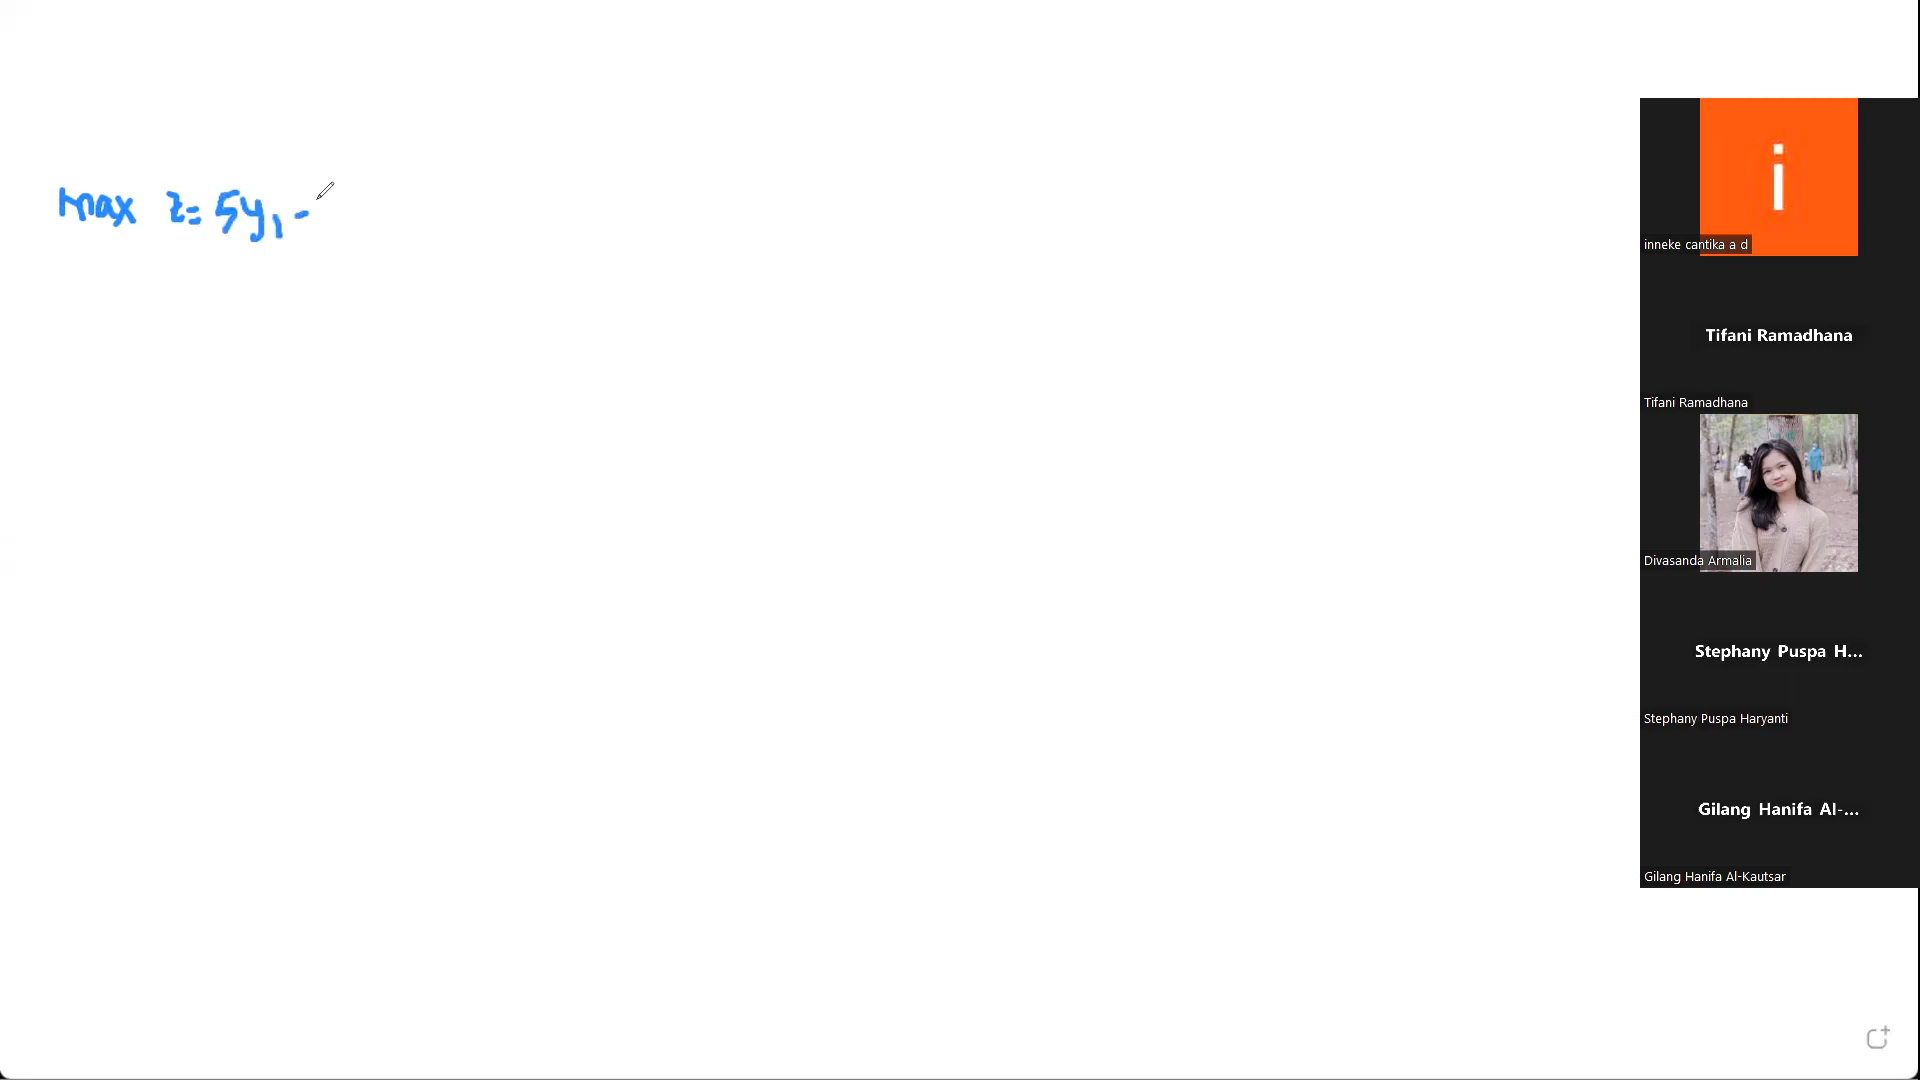 max z = 5y₁ -
i
inneke cantika a d
Tifani Ramadhana
Tifani Ramadhana
Divasanda Armalia
Stephany Puspa H...
Stephany Puspa Haryanti
Gilang Hanifa Al-...
Gilang Hanifa Al-Kautsar